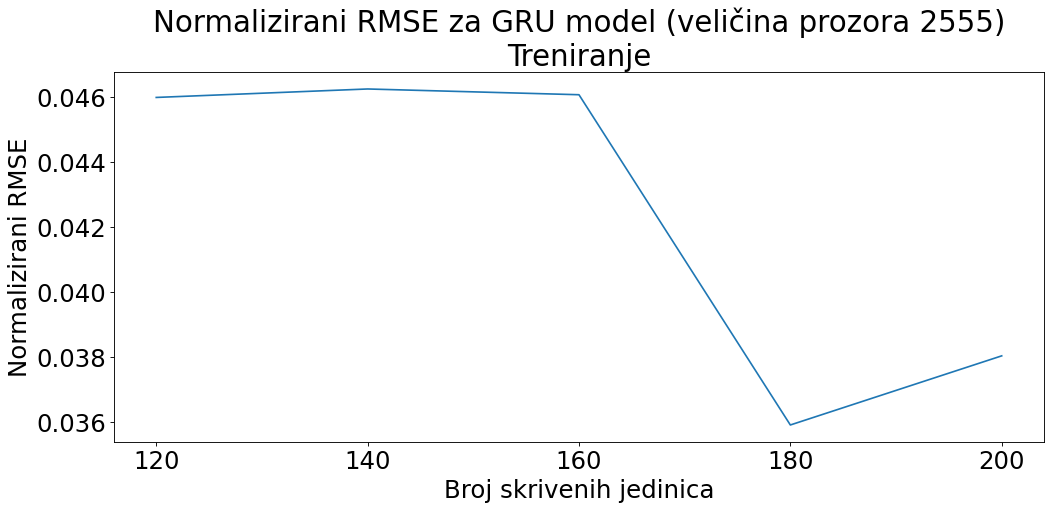 Normalizirani RMSE za GRU model (veličina prozora 2555)
Treniranje
Normalizirani RMSE
0.046
0.044
0.042
0.040
0.038
0.036
120 140 160 180 200
Broj skrivenih jedinica